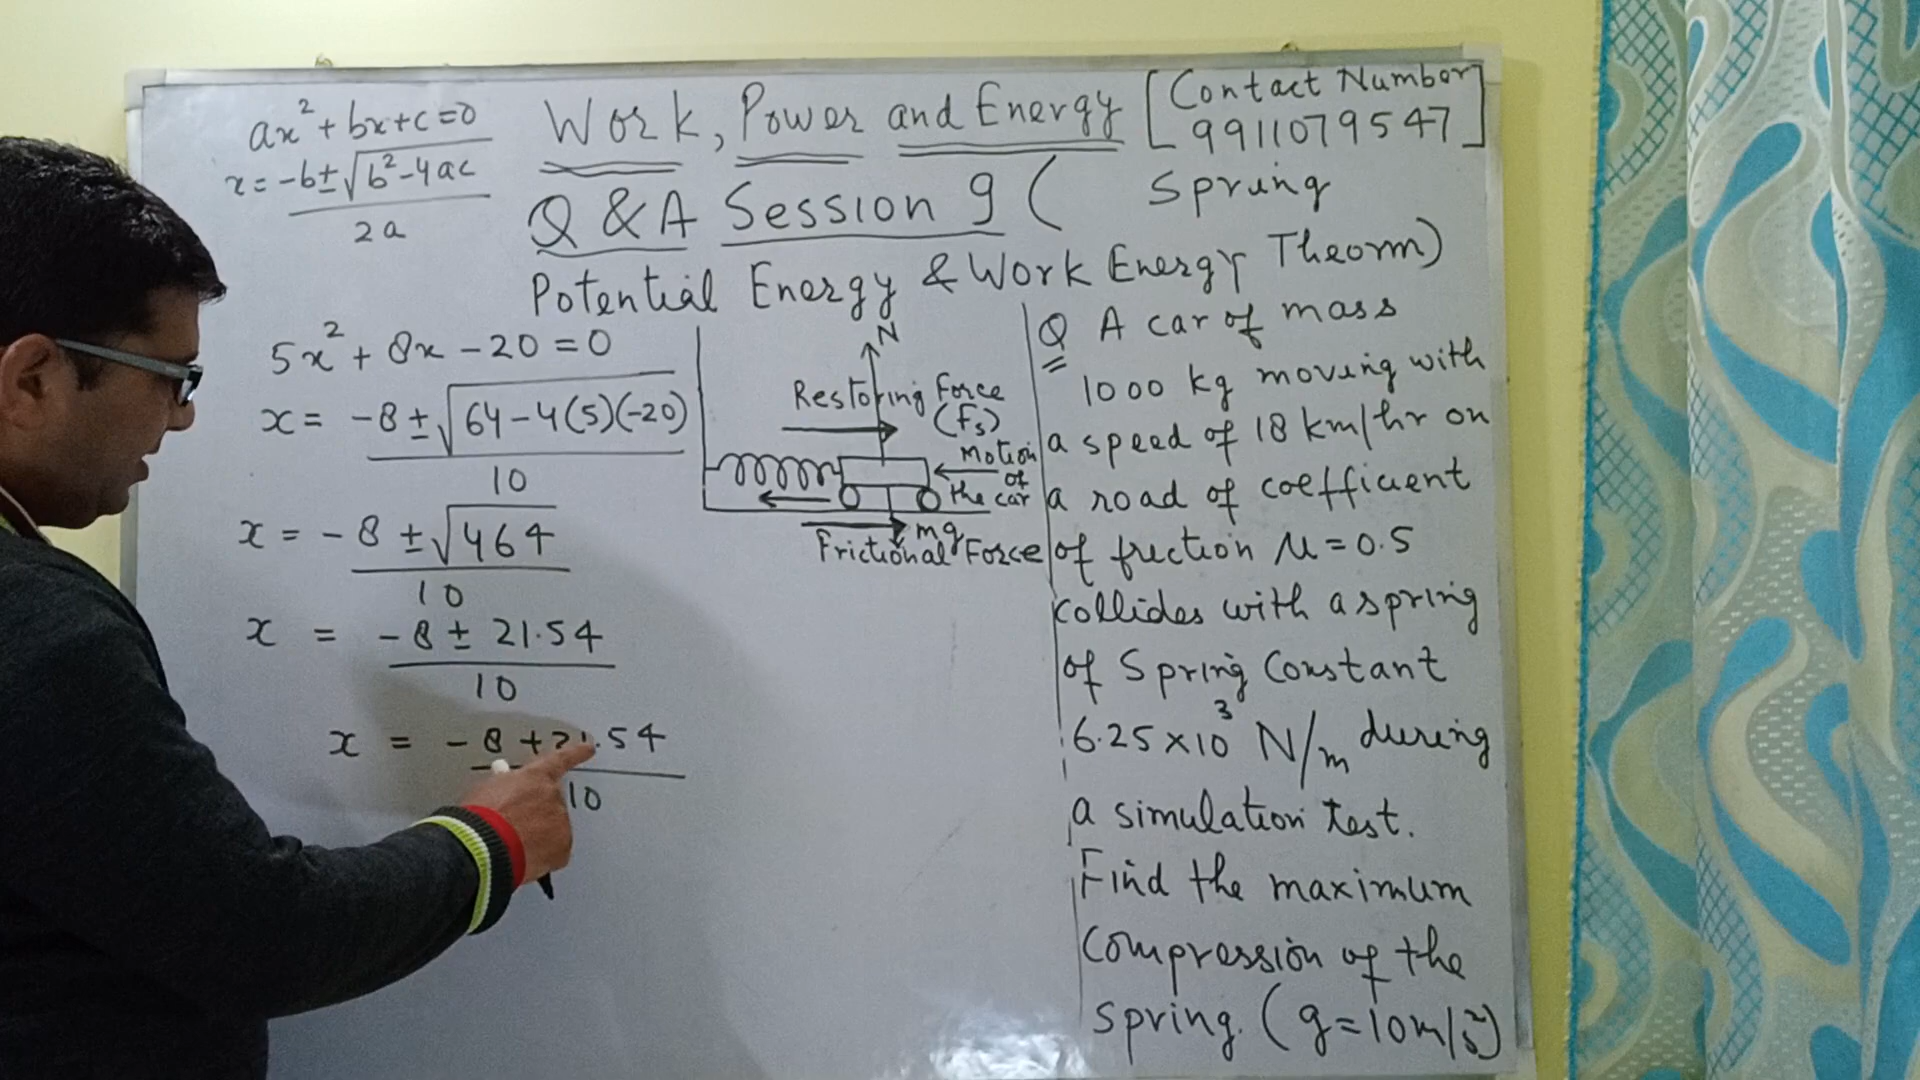 ax² + bx + c = 0
x = -b ± √b² - 4ac
2a
Work, Power and Energy
[Contact Number
9911079547]
Q & A Session 9 ( Spring
Potential Energy & Work Energy Theorm)
5x² + 8x - 20 = 0
x = -8 ± √64 - 4(5)(-20)
10
x = -8 ± √464
10
x = -8 ± 21.54
10
x = -8 + 21.54
10
N
Restoring Force
(Fs)
Motion
of
the car
mg
Frictional Force
Q A car of mass
1000 kg moving with
a speed of 18 km/hr on
a road of coefficient
of friction μ = 0.5
collides with a spring
of Spring Constant
6.25 × 10³ N/m during
a simulation test.
Find the maximum
compression of the
spring. (g = 10 m/s²)